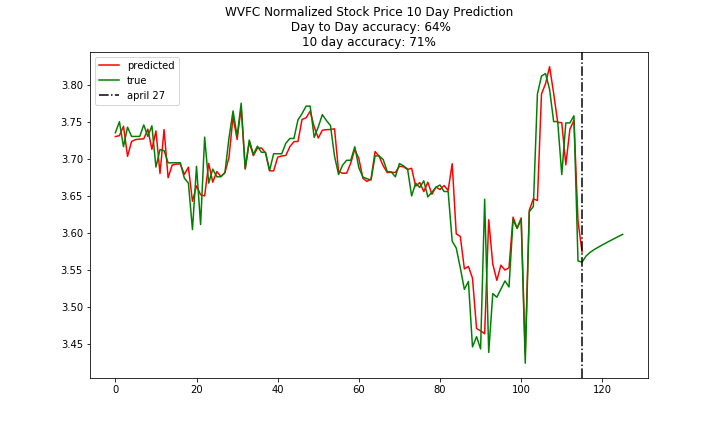 WVFC Normalized Stock Price 10 Day Prediction
Day to Day accuracy: 64%
10 day accuracy: 71%
predicted
true
april 27
3.80
3.75
3.70
3.65
3.60
3.55
3.50
3.45
0 20 40 60 80 100 120